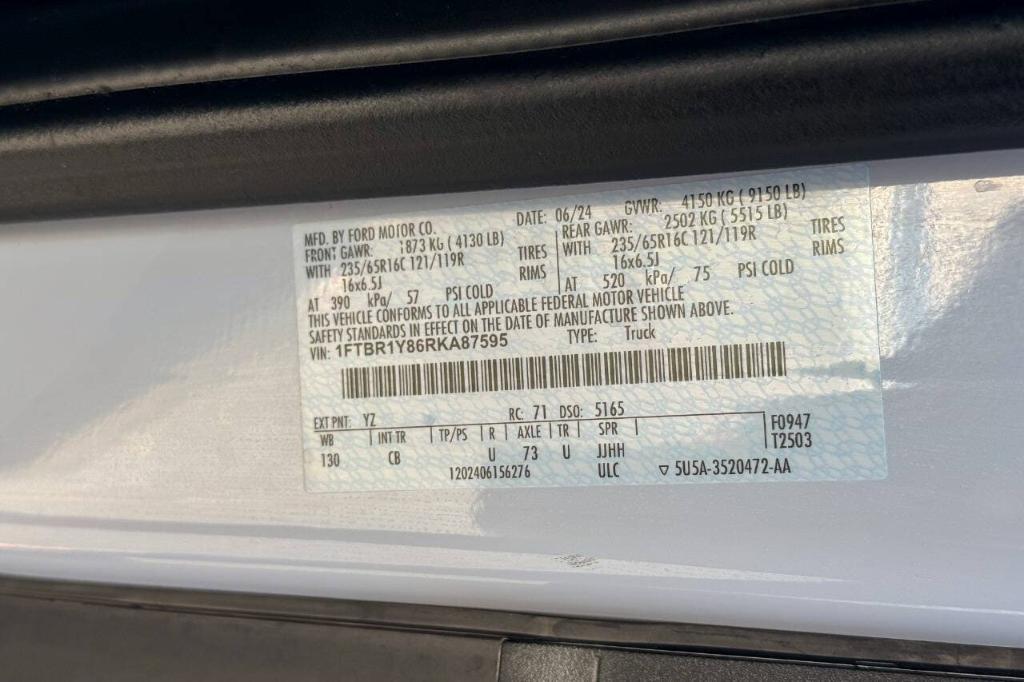 MFD. BY FORD MOTOR CO. DATE: 06/24 GVWR: 4150 KG ( 9150 LB)
FRONT GAWR: 1873 KG ( 4130 LB) REAR GAWR: 2502 KG ( 5515 LB)
WITH 235/65R16C 121/119R TIRES WITH 235/65R16C 121/119R TIRES
16x6.5J RIMS 16x6.5J RIMS
AT 390 kPa/ 57 PSI COLD AT 520 kPa/ 75 PSI COLD
THIS VEHICLE CONFORMS TO ALL APPLICABLE FEDERAL MOTOR VEHICLE
SAFETY STANDARDS IN EFFECT ON THE DATE OF MANUFACTURE SHOWN ABOVE.
VIN: 1FTBR1Y86RKA87595 TYPE: Truck
EXT PNT: YZ RC: 71 DSO: 5165 F0947
WB INT TR TP/PS R AXLE TR SPR T2503
130 CB U 73 U JJHH
1202406156276 ULC ▽ 5U5A-3520472-AA